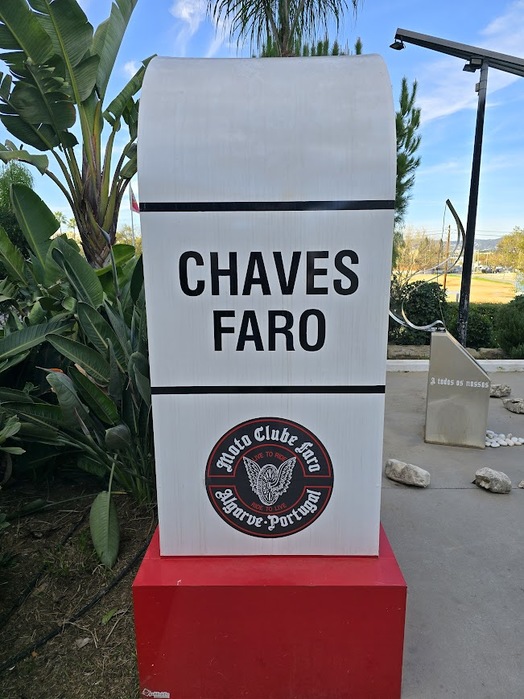 CHAVES
FARO
Moto Clube Faro
LIVE TO RIDE
RIDE TO LIVE
Algarve-Portugal
A todos os nossos